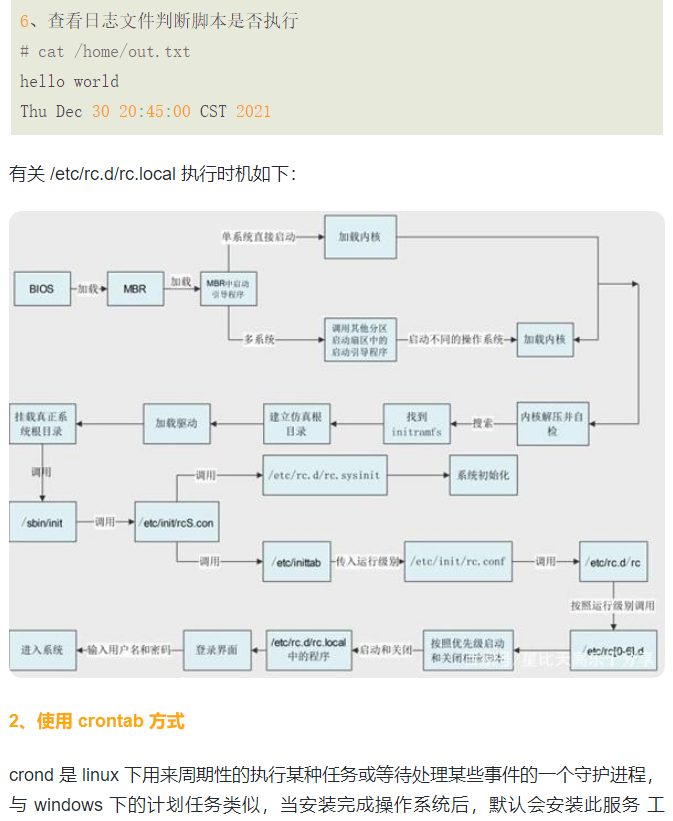 6、查看日志文件判断脚本是否执行
# cat /home/out.txt
hello world
Thu Dec 30 20:45:00 CST 2021
有关 /etc/rc.d/rc.local 执行时机如下：
单系统直接启动
加载内核
BIOS
加载
MBR
加载
MBR中启动
引导程序
多系统
调用其他分区
启动扇区中的
启动引导程序
启动不同的操作系统
加载内核
挂载真正系
统根目录
加载驱动
建立仿真根
目录
找到
initramfs
搜索
内核解压并自
检
调用
调用
/etc/rc.d/rc.sysinit
系统初始化
/sbin/init
调用
/etc/init/rcS.con
调用
/etc/inittab
传入运行级别
/etc/init/rc.conf
调用
/etc/rc.d/rc
按照运行级别调用
进入系统
输入用户名和密码
登录界面
/etc/rc.d/rc.local
中的程序
启动和关闭
按照优先级启动
和关闭
/etc/rc[0-6].d
2、使用 crontab 方式
crond 是 linux 下用来周期性的执行某种任务或等待处理某些事件的一个守护进程，
与 windows 下的计划任务类似，当安装完成操作系统后，默认会安装此服务 工